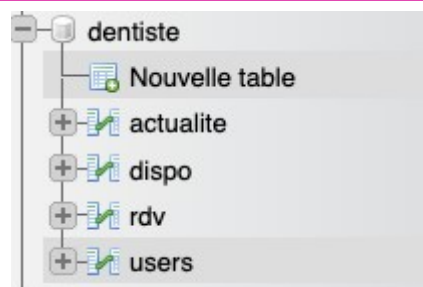 dentiste
Nouvelle table
actualite
dispo
rdv
users